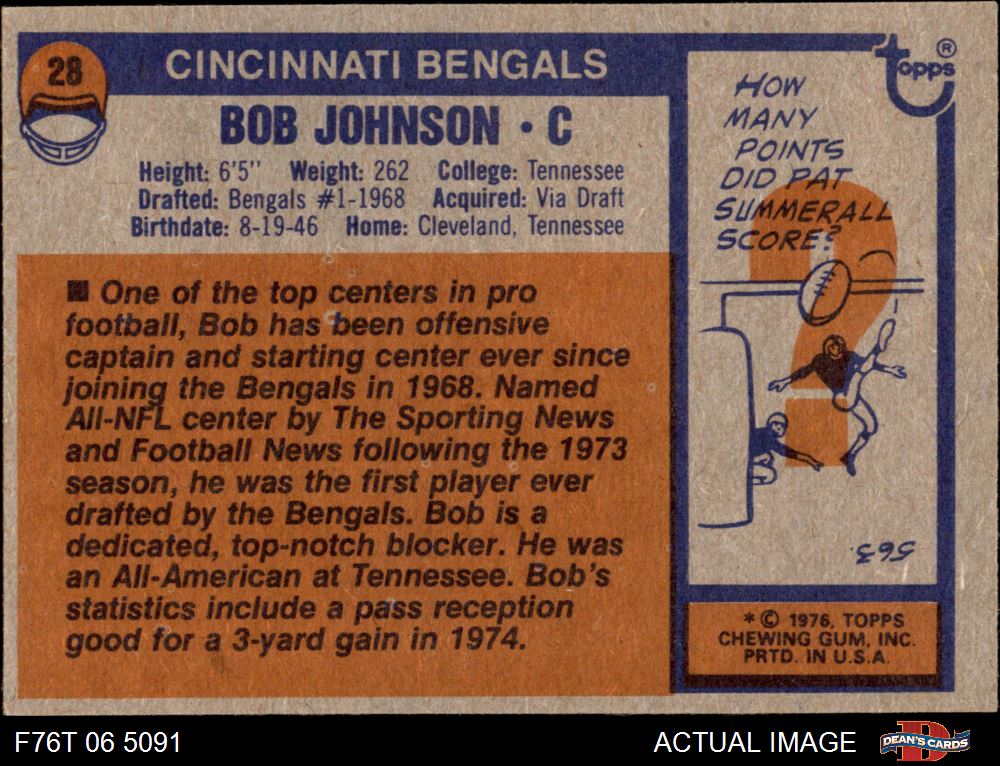 28
CINCINNATI BENGALS
BOB JOHNSON · C
Height: 6'5" Weight: 262 College: Tennessee
Drafted: Bengals #1-1968 Acquired: Via Draft
Birthdate: 8-19-46 Home: Cleveland, Tennessee
■ One of the top centers in pro
football, Bob has been offensive
captain and starting center ever since
joining the Bengals in 1968. Named
All-NFL center by The Sporting News
and Football News following the 1973
season, he was the first player ever
drafted by the Bengals. Bob is a
dedicated, top-notch blocker. He was
an All-American at Tennessee. Bob's
statistics include a pass reception
good for a 3-yard gain in 1974.
topps ®
HOW
MANY
POINTS
DID PAT
SUMMERALL
SCORE?
?
563.
* © 1976, TOPPS
CHEWING GUM, INC.
PRTD. IN U.S.A.
F76T 06 5091
ACTUAL IMAGE
D
DEAN'S CARDS